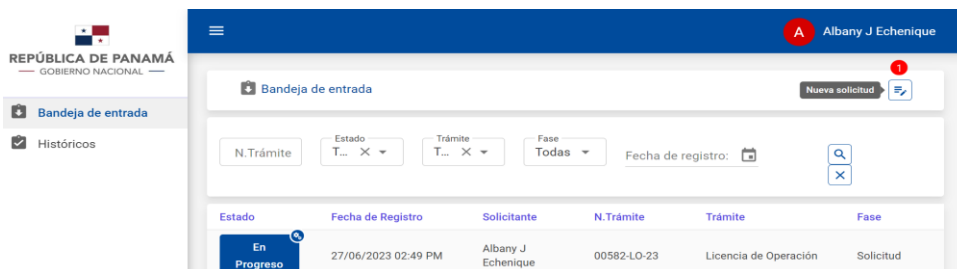 REPÚBLICA DE PANAMÁ
GOBIERNO NACIONAL
Bandeja de entrada
Históricos
A
Albany J Echenique
Bandeja de entrada
1
Nueva solicitud
N.Trámite
Estado
T...
Trámite
T...
Fase
Todas
Fecha de registro:
Estado Fecha de Registro Solicitante N.Trámite Trámite Fase
En
Progreso
27/06/2023 02:49 PM
Albany J
Echenique
00582-LO-23
Licencia de Operación
Solicitud